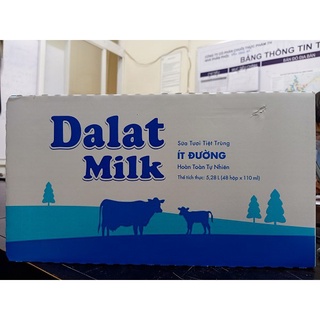 BẢNG THÔNG TIN
Dalat
Milk
Sữa Tươi Tiệt Trùng
ÍT ĐƯỜNG
Hoàn Toàn Tự Nhiên
Thể tích thực: 5,28 L (48 hộp x 110 ml)